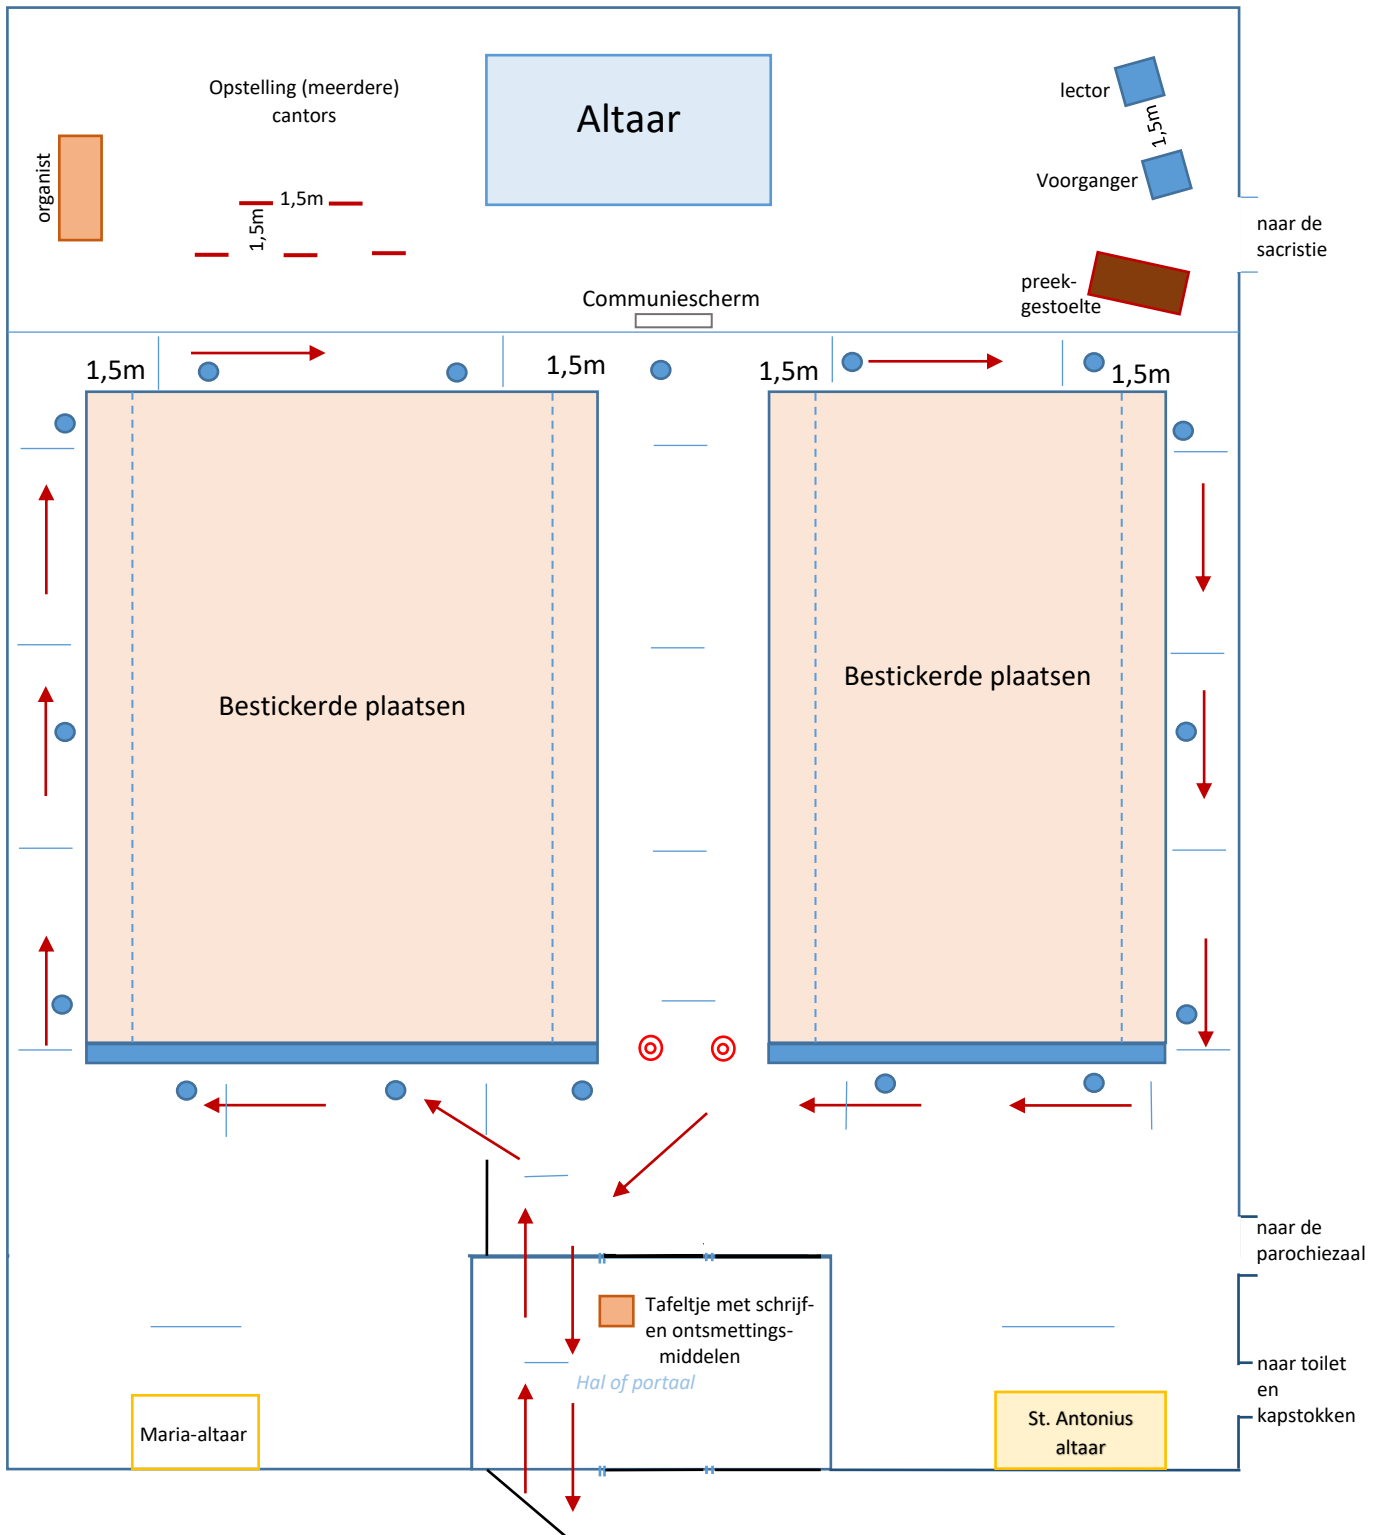 Opstelling (meerdere)
cantors
Altaar
lector
1,5m
Voorganger
organist
1,5m
1,5m
naar de
sacristie
preek-
gestoelte
Communiescherm
1,5m
1,5m
1,5m
1,5m
Bestickerde plaatsen
Bestickerde plaatsen
naar de
parochiezaal
Tafeltje met schrijf-
en ontsmettings-
middelen
Hal of portaal
naar toilet
en
kapstokken
Maria-altaar
St. Antonius
altaar